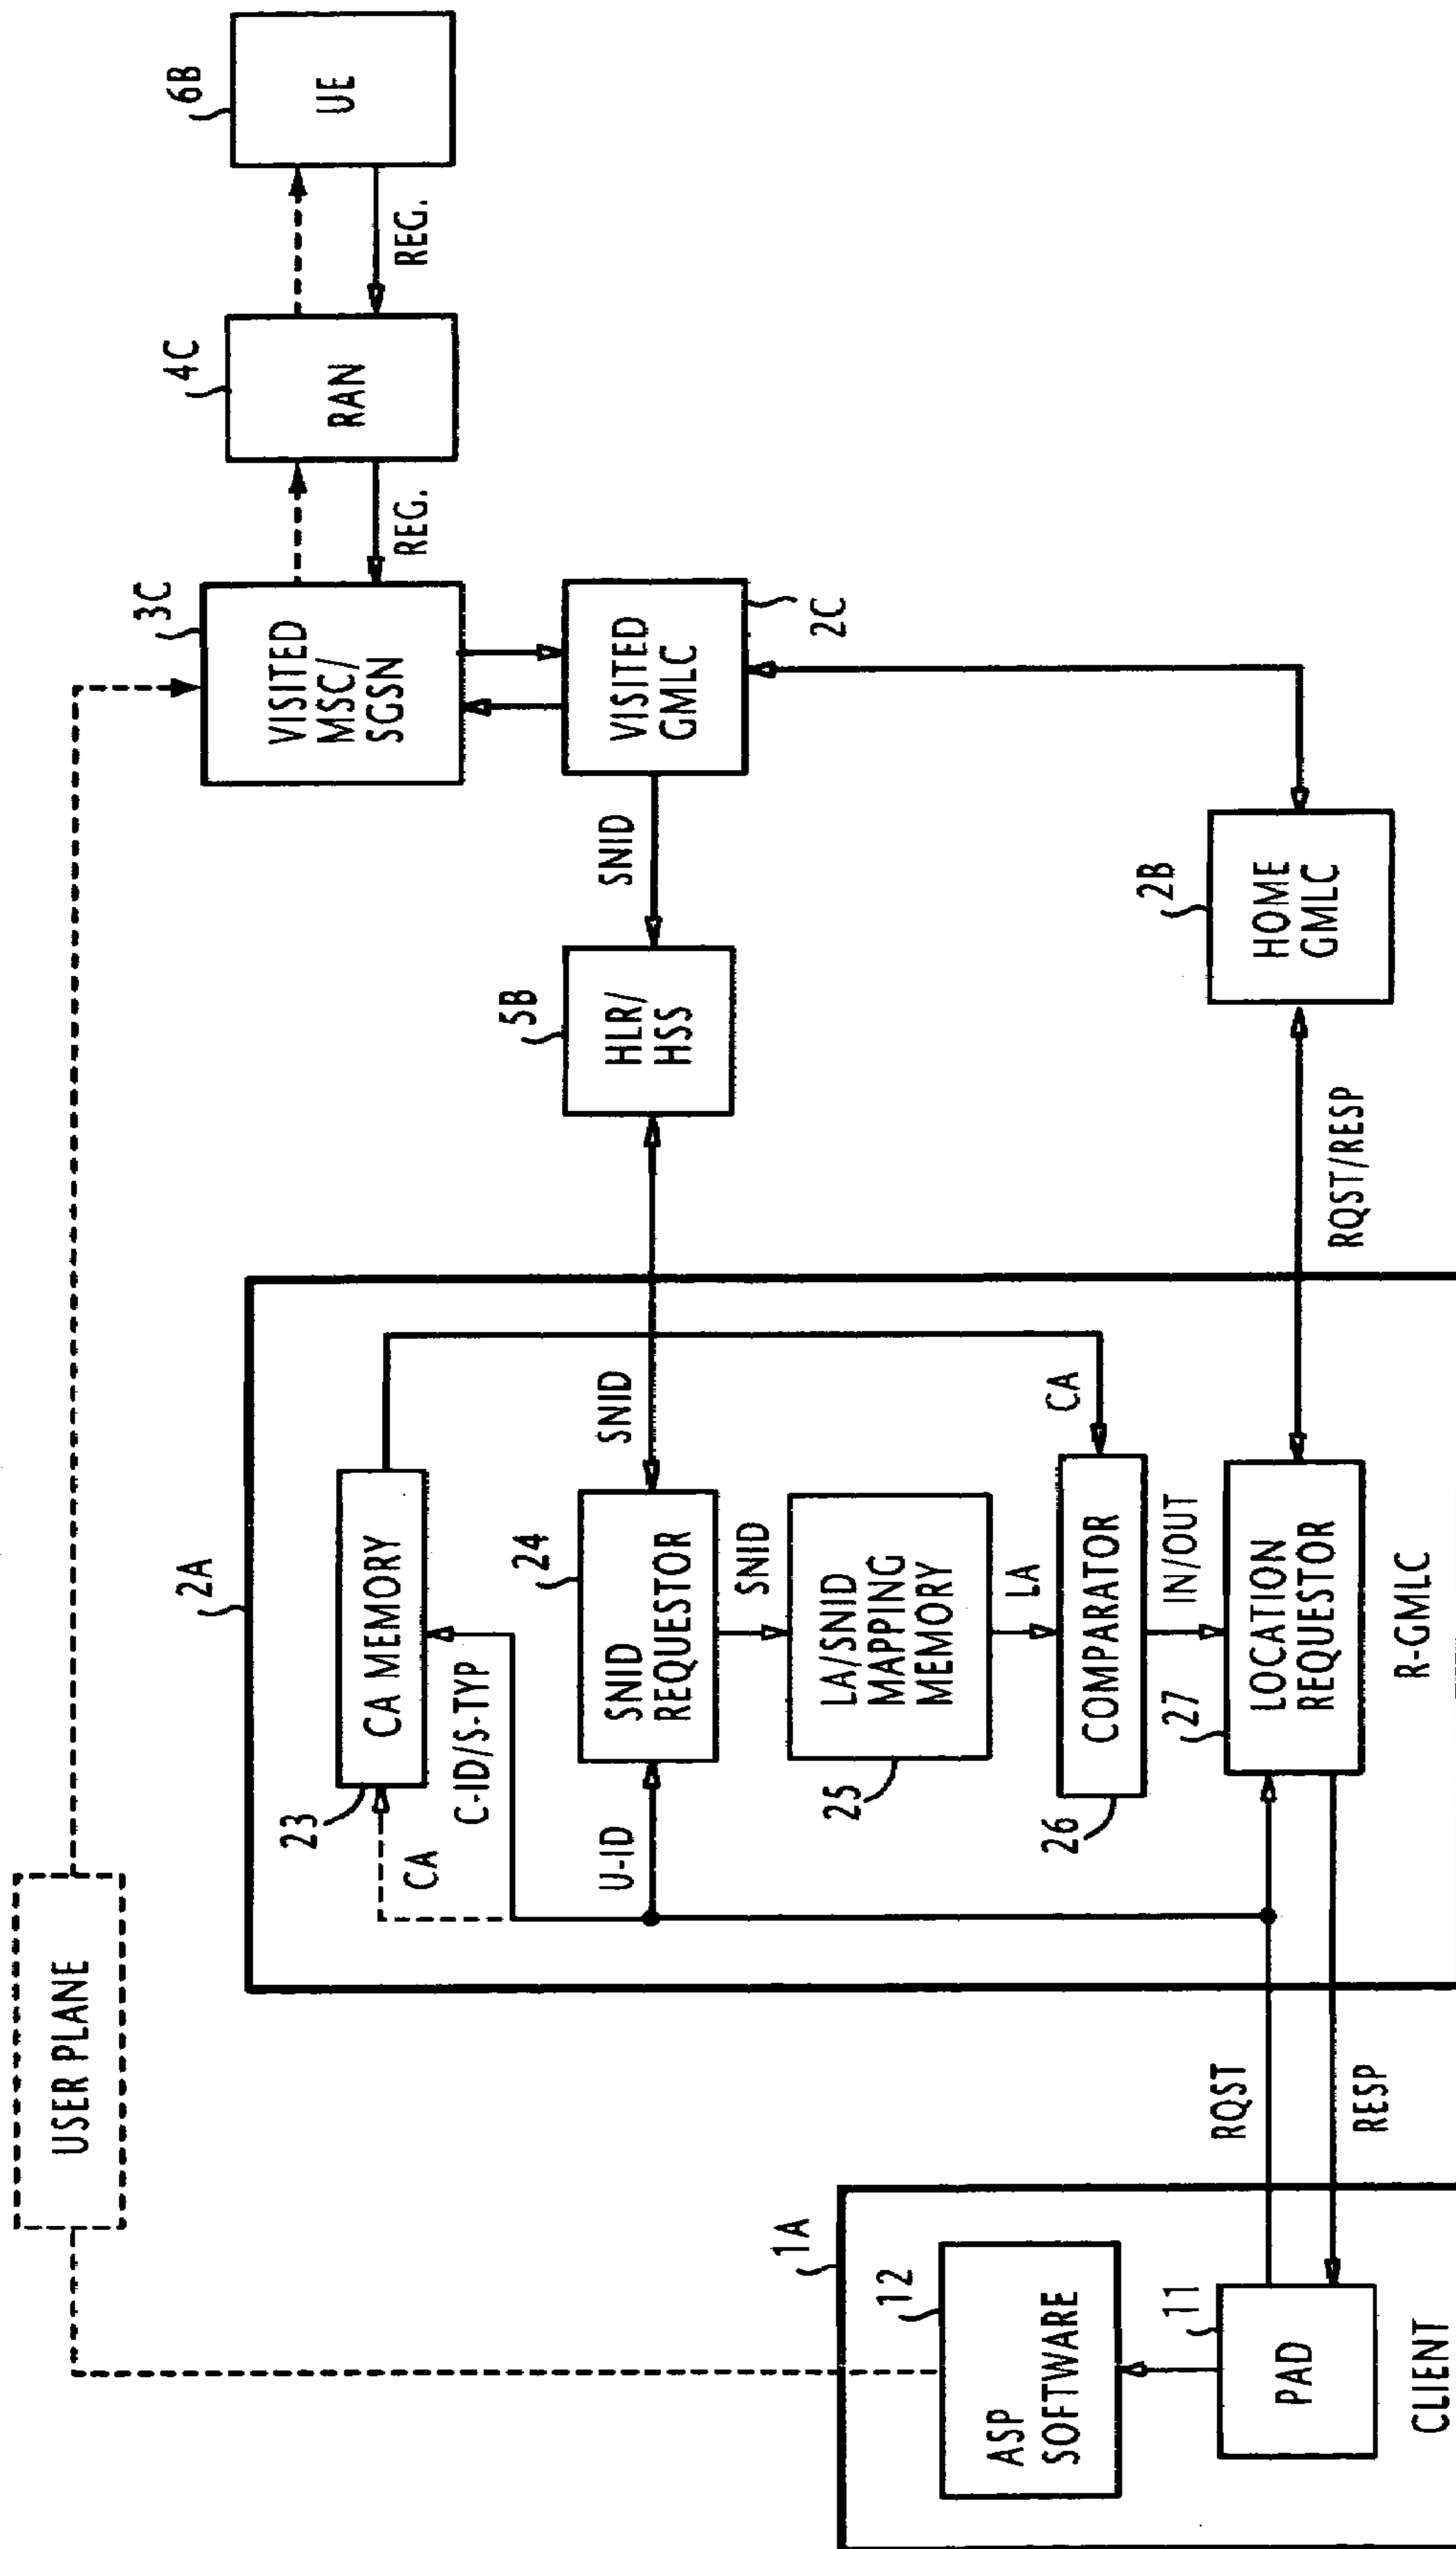 USER PLANE
1A
12
ASP
SOFTWARE
11
PAD
CLIENT
RQST
RESP
2A
23
CA MEMORY
CA
C-ID/S-TYP
U-ID
24
SNID
REQUESTOR
SNID
SNID
25
LA/SNID
MAPPING
MEMORY
LA
CA
26
COMPARATOR
IN/OUT
27
LOCATION
REQUESTOR
R-GMLC
RQST/RESP
5B
HLR/
HSS
SNID
2B
HOME
GMLC
3C
VISITED
MSC/
SGSN
VISITED
GMLC
2C
REG.
4C
RAN
REG.
6B
UE